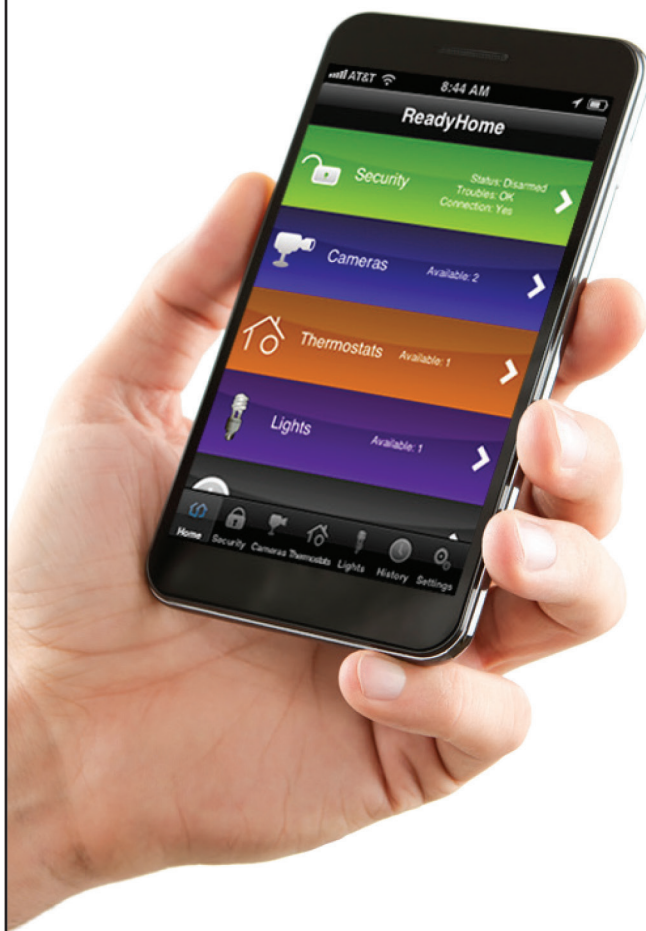 AT&T 8:44 AM
ReadyHome
Security
Status: Disarmed
Troubles: OK
Connection: Yes
Cameras Available: 2
Thermostats Available: 1
Lights Available: 1
Home Security Cameras Thermostats Lights History Settings